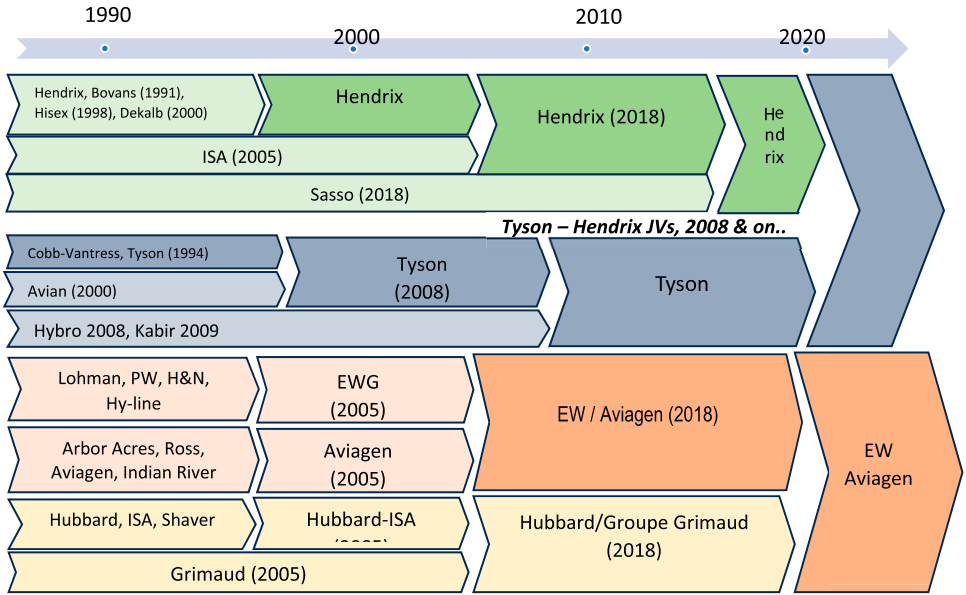 1990
2000
2010
2020
Hendrix, Bovans (1991),
Hisex (1998), Dekalb (2000)
Hendrix
Hendrix (2018)
He
nd
rix
ISA (2005)
Sasso (2018)
Tyson – Hendrix JVs, 2008 & on..
Cobb-Vantress, Tyson (1994)
Avian (2000)
Tyson
(2008)
Tyson
Hybro 2008, Kabir 2009
Lohman, PW, H&N,
Hy-line
EWG
(2005)
EW / Aviagen (2018)
Arbor Acres, Ross,
Aviagen, Indian River
Aviagen
(2005)
EW
Aviagen
Hubbard, ISA, Shaver
Hubbard-ISA
Hubbard/Groupe Grimaud
(2018)
Grimaud (2005)